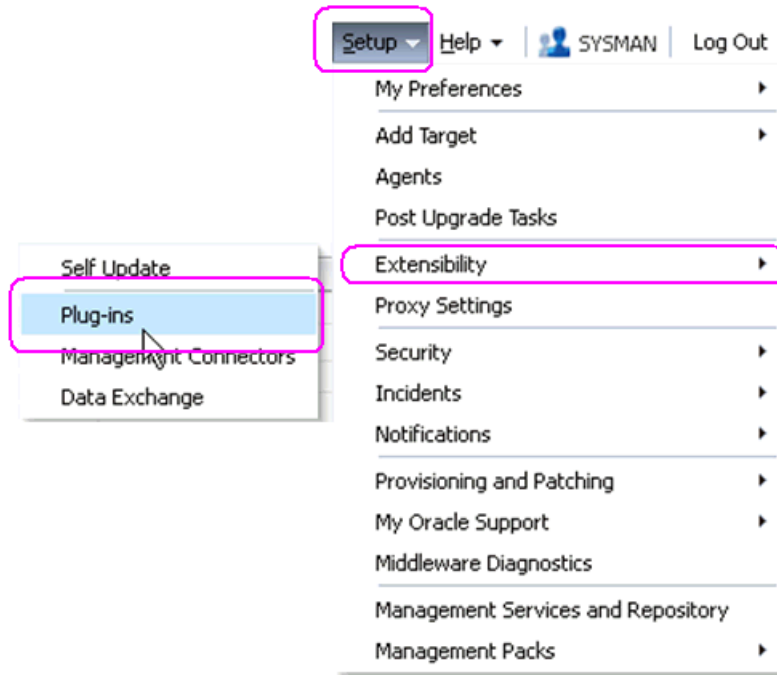 Setup Help SYSMAN Log Out
My Preferences
Add Target
Agents
Post Upgrade Tasks
Extensibility
Proxy Settings
Security
Incidents
Notifications
Provisioning and Patching
My Oracle Support
Middleware Diagnostics
Management Services and Repository
Management Packs
Self Update
Plug-ins
Management Connectors
Data Exchange